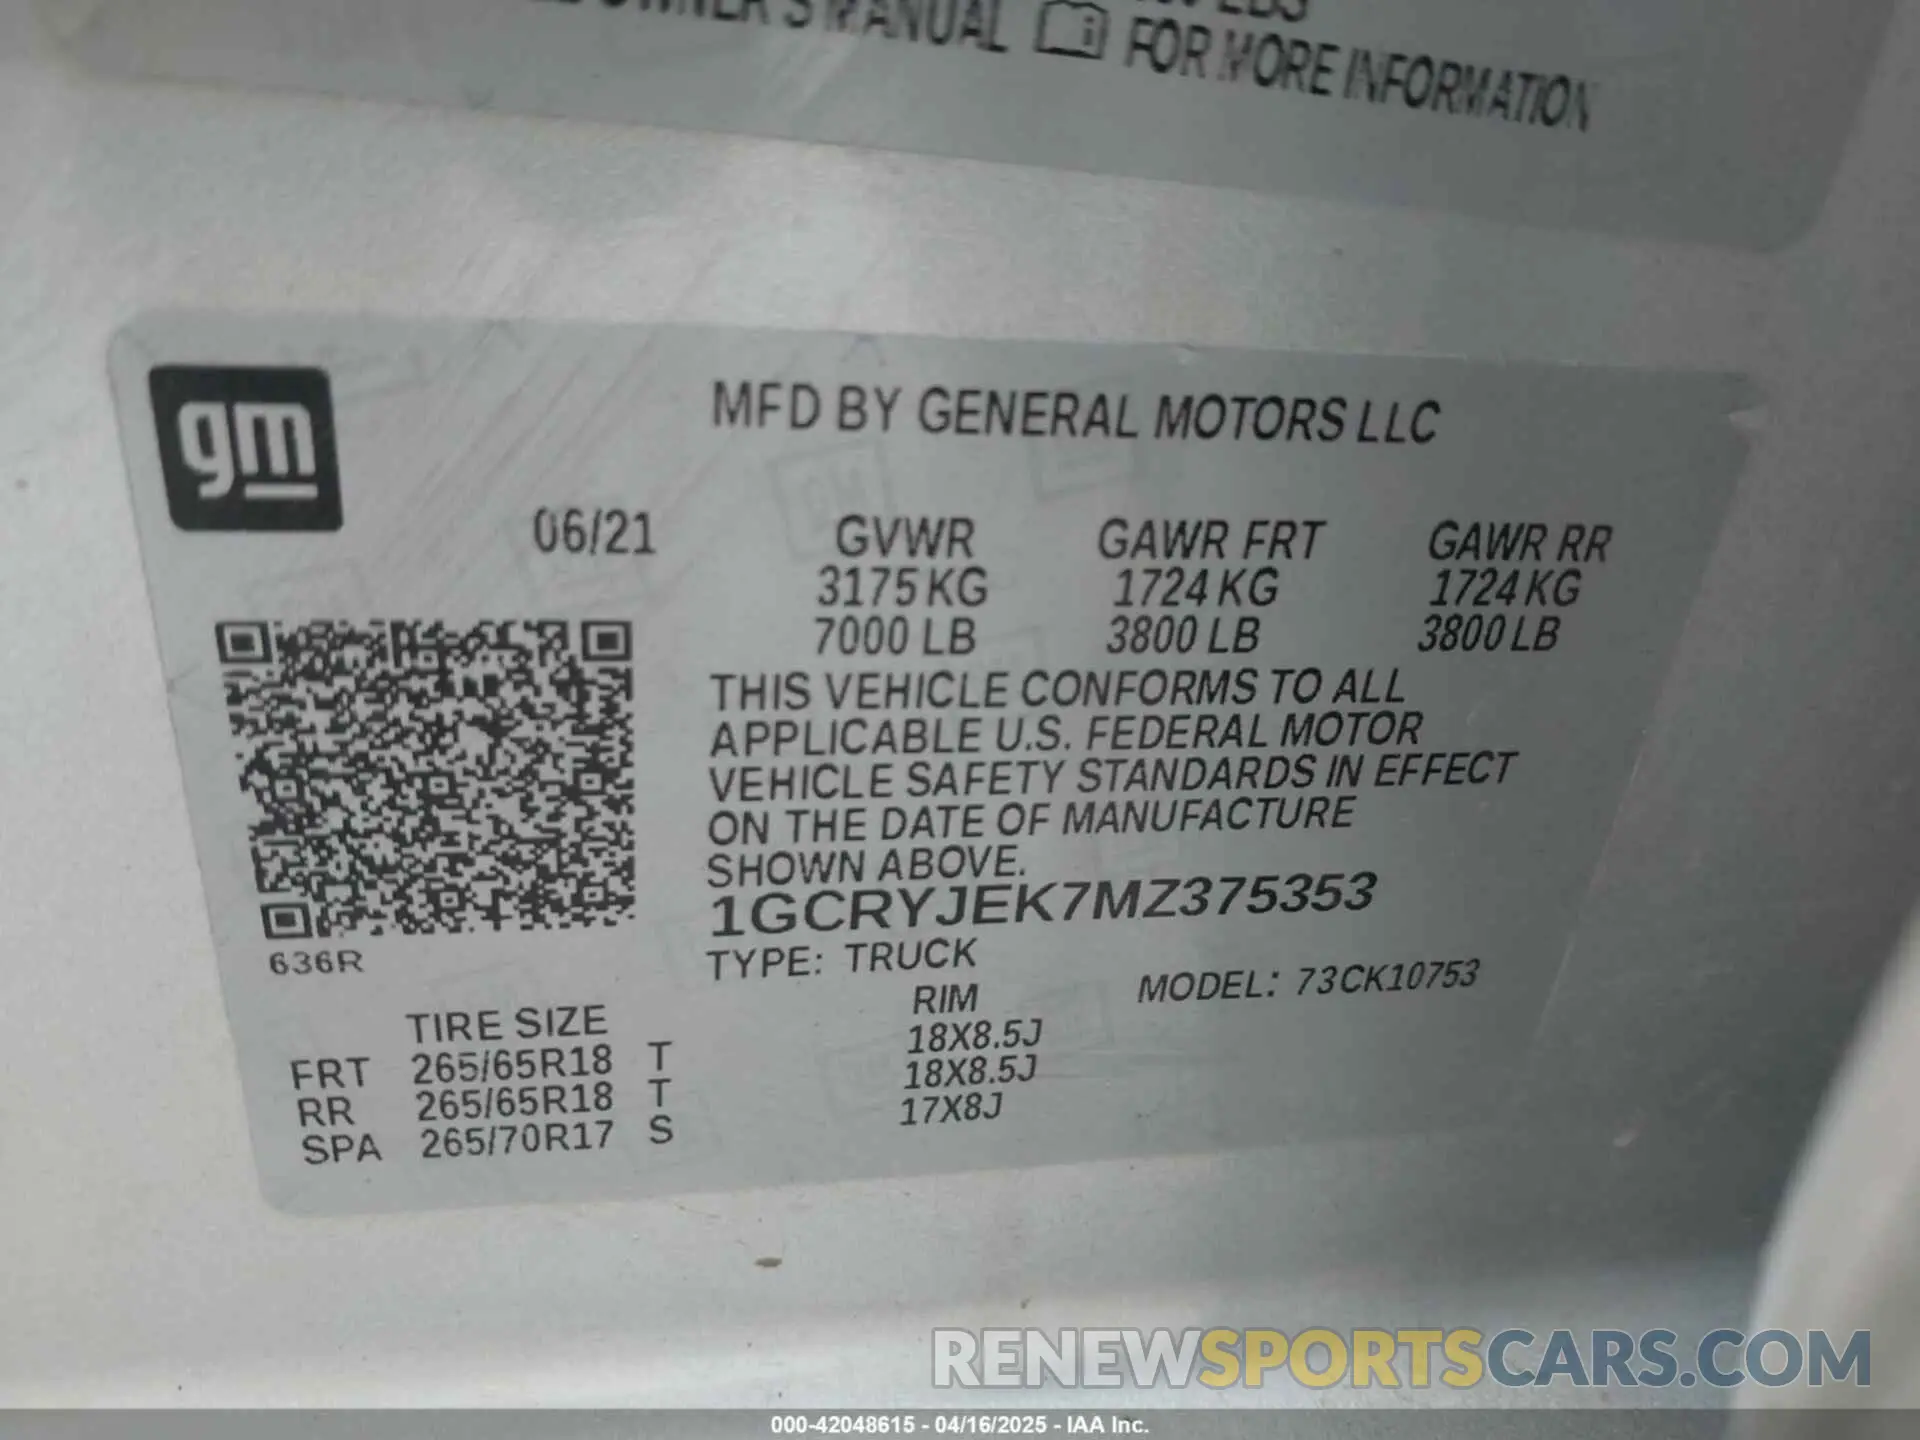 OWNER'S MANUAL FOR MORE INFORMATION
gm
MFD BY GENERAL MOTORS LLC
06/21
GVWR GAWR FRT GAWR RR
3175 KG 1724 KG 1724 KG
7000 LB 3800 LB 3800 LB
THIS VEHICLE CONFORMS TO ALL
APPLICABLE U.S. FEDERAL MOTOR
VEHICLE SAFETY STANDARDS IN EFFECT
ON THE DATE OF MANUFACTURE
SHOWN ABOVE.
1GCRYJEK7MZ375353
636R
TYPE: TRUCK MODEL: 73CK10753
TIRE SIZE RIM
FRT 265/65R18 T 18X8.5J
RR 265/65R18 T 18X8.5J
SPA 265/70R17 S 17X8J
RENEWSPORTSCARS.COM
000-42048615 - 04/16/2025 - IAA Inc.